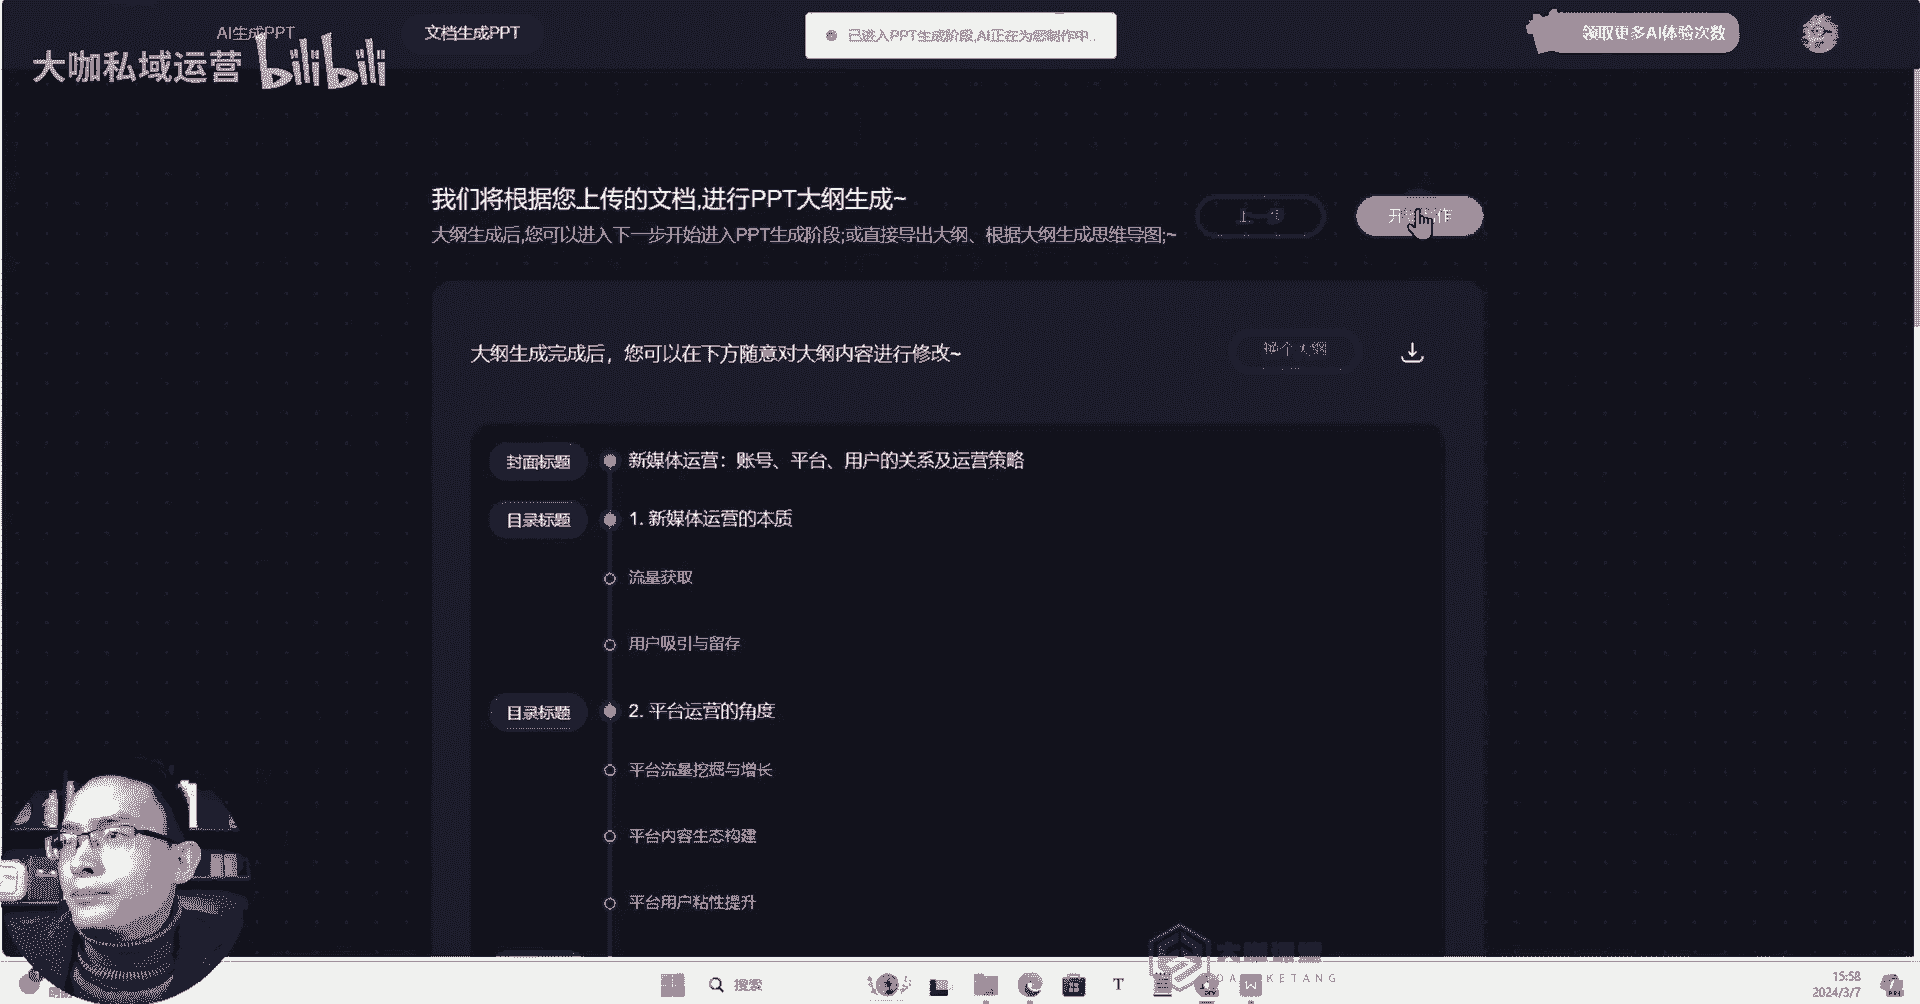 AI生成PPT
文档生成PPT
已进入PPT生成阶段,AI正在为您制作中..
领取更多AI体验次数
大咖私域运营 bilibili
我们将根据您上传的文档,进行PPT大纲生成~
大纲生成后,您可以进入下一步开始进入PPT生成阶段;或直接导出大纲、根据大纲生成思维导图;~
大纲生成完成后，您可以在下方随意对大纲内容进行修改~
换个大纲
封面标题
新媒体运营：账号、平台、用户的关系及运营策略
目录标题
1. 新媒体运营的本质
流量获取
用户吸引与留存
目录标题
2. 平台运营的角度
平台流量挖掘与增长
平台内容生态构建
平台用户粘性提升
搜索
15:58
2024/3/7